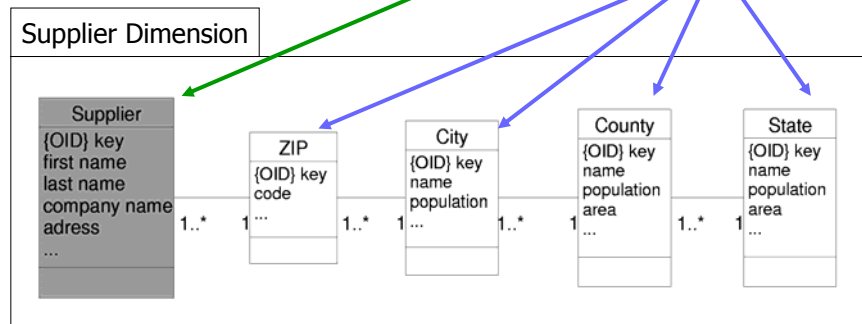 Supplier Dimension
Supplier
{OID} key
first name
last name
company name
adress
...
1..*
1
ZIP
{OID} key
code
...
1..*
1
City
{OID} key
name
population
...
1..*
1
County
{OID} key
name
population
area
...
1..*
1
State
{OID} key
name
population
area
...